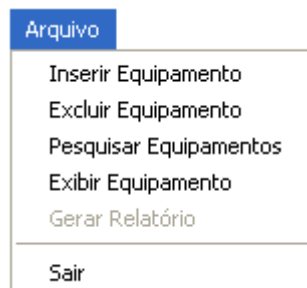 Arquivo
Inserir Equipamento
Excluir Equipamento
Pesquisar Equipamentos
Exibir Equipamento
Gerar Relatório
Sair